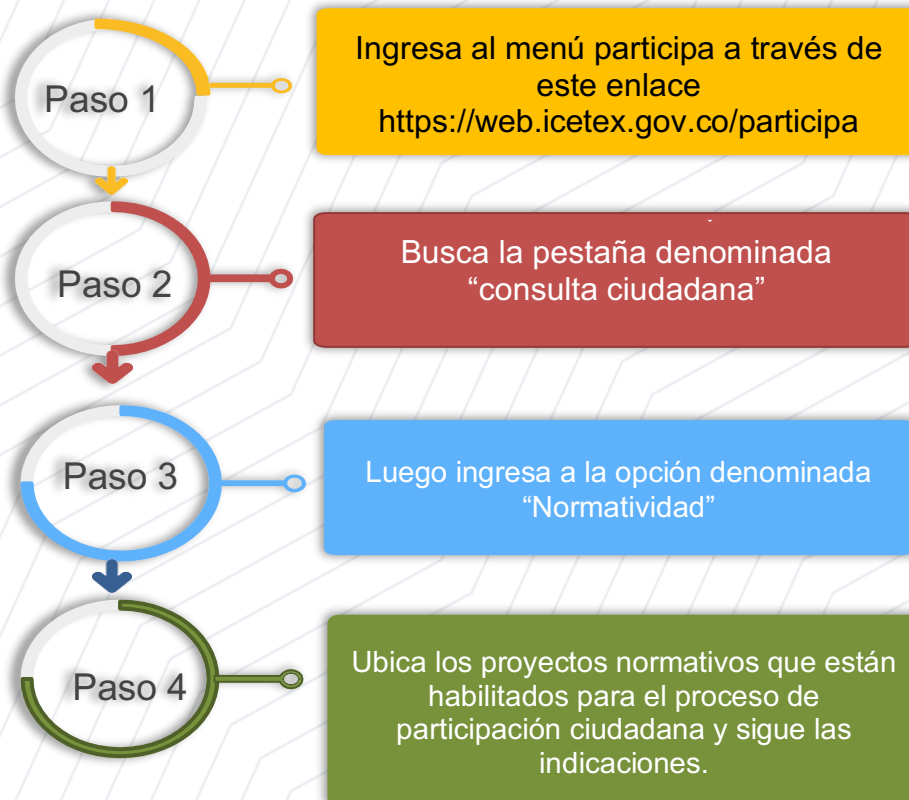 Paso 1
Ingresa al menú participa a través de
este enlace
https://web.icetex.gov.co/participa
Paso 2
Busca la pestaña denominada
“consulta ciudadana”
Paso 3
Luego ingresa a la opción denominada
“Normatividad”
Paso 4
Ubica los proyectos normativos que están
habilitados para el proceso de
participación ciudadana y sigue las
indicaciones.